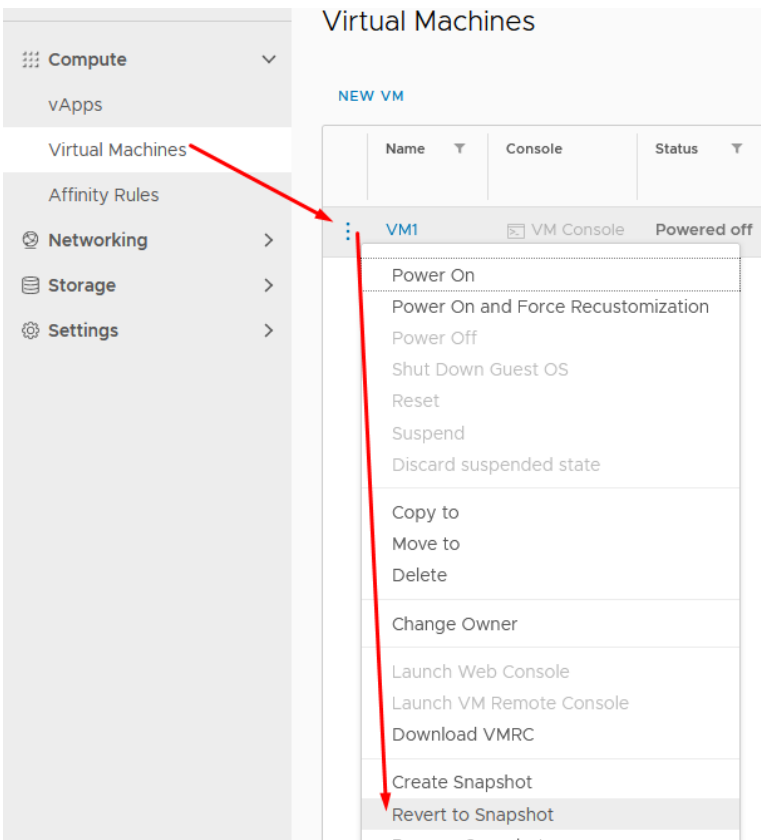 Virtual Machines
Compute
vApps
Virtual Machines
Affinity Rules
Networking
Storage
Settings
NEW VM
Name Console Status
VM1 VM Console Powered off
Power On
Power On and Force Recustomization
Power Off
Shut Down Guest OS
Reset
Suspend
Discard suspended state
Copy to
Move to
Delete
Change Owner
Launch Web Console
Launch VM Remote Console
Download VMRC
Create Snapshot
Revert to Snapshot